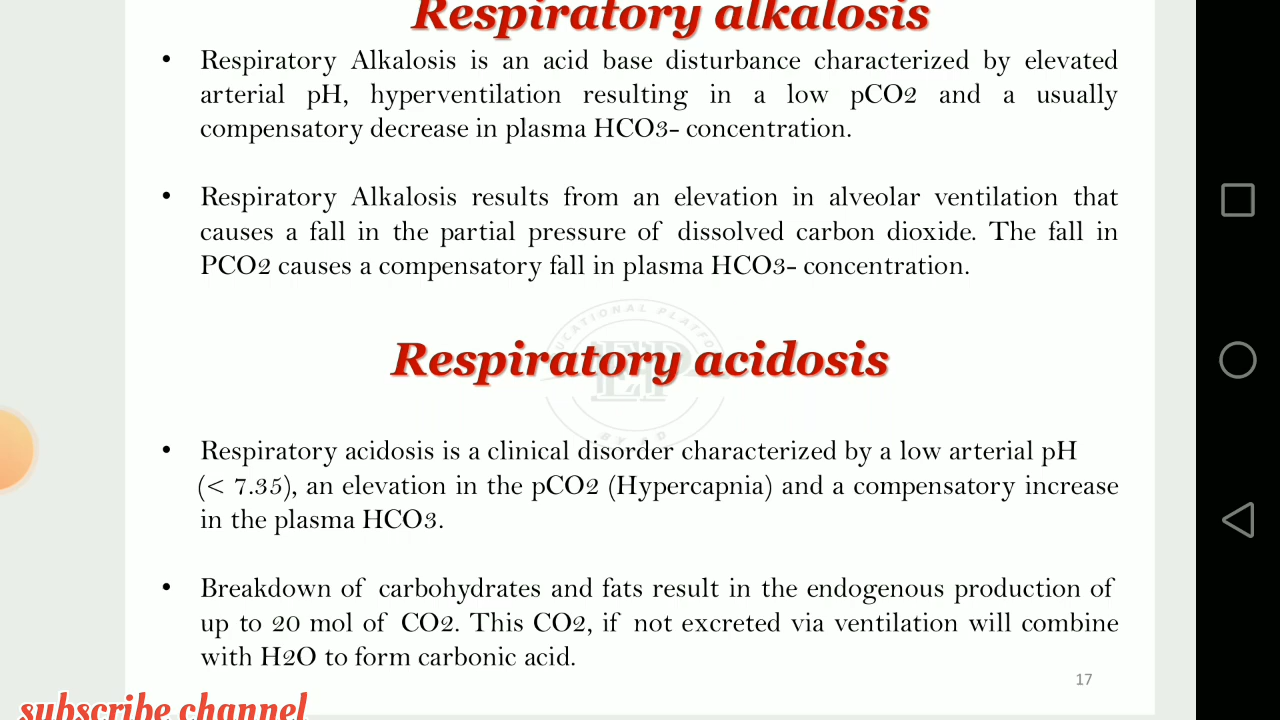 Respiratory alkalosis
• Respiratory Alkalosis is an acid base disturbance characterized by elevated
arterial pH, hyperventilation resulting in a low pCO2 and a usually
compensatory decrease in plasma HCO3- concentration.
• Respiratory Alkalosis results from an elevation in alveolar ventilation that
causes a fall in the partial pressure of dissolved carbon dioxide. The fall in
PCO2 causes a compensatory fall in plasma HCO3- concentration.
EDUCATIONAL PLATFORM
EP
BY AD
Respiratory acidosis
• Respiratory acidosis is a clinical disorder characterized by a low arterial pH
(< 7.35), an elevation in the pCO2 (Hypercapnia) and a compensatory increase
in the plasma HCO3.
• Breakdown of carbohydrates and fats result in the endogenous production of
up to 20 mol of CO2. This CO2, if not excreted via ventilation will combine
with H2O to form carbonic acid.
17
subscribe channel